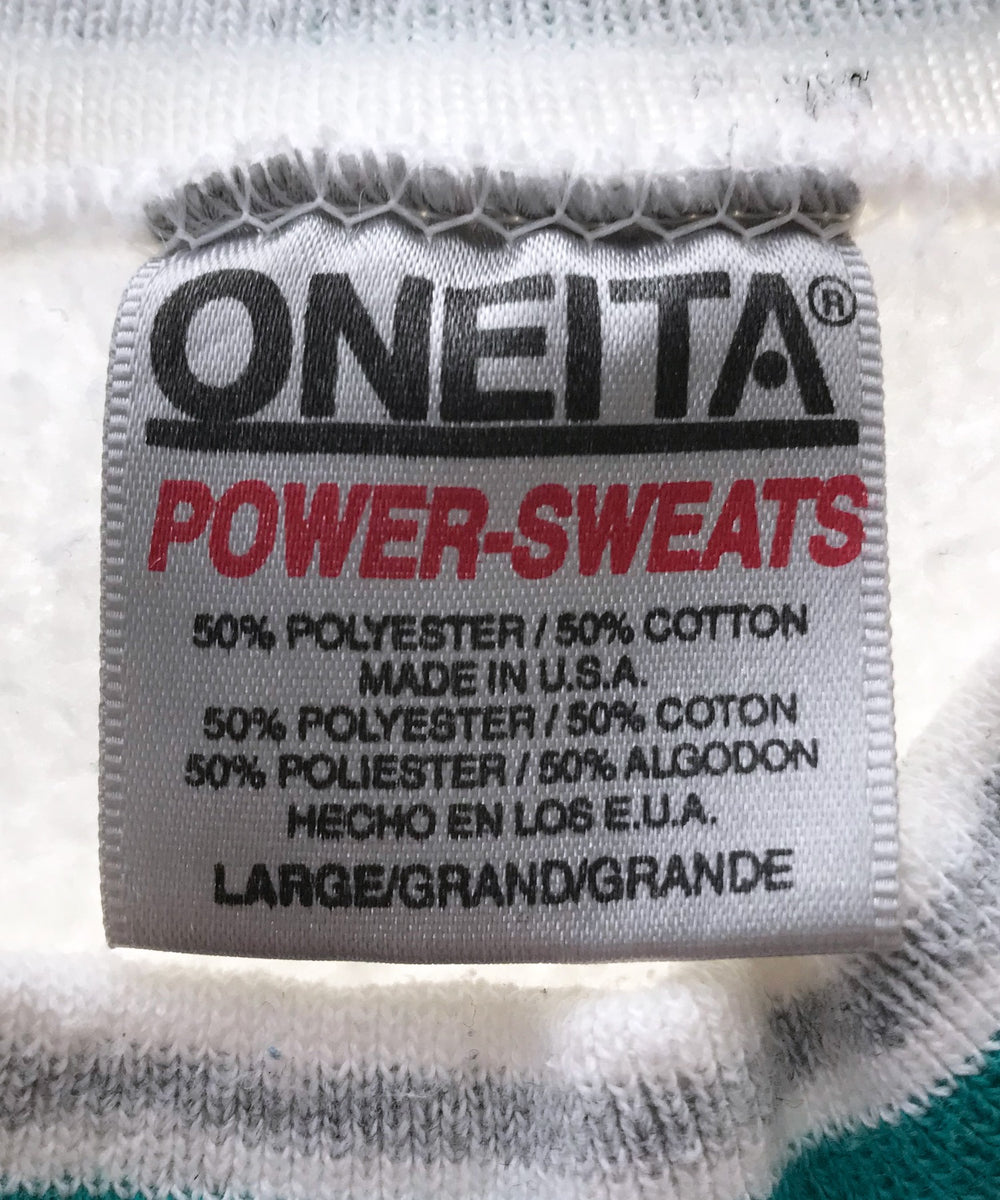 ONEITA®
POWER-SWEATS
50% POLYESTER / 50% COTTON
MADE IN U.S.A.
50% POLYESTER / 50% COTON
50% POLIESTER / 50% ALGODON
HECHO EN LOS E.U.A.
LARGE/GRAND/GRANDE